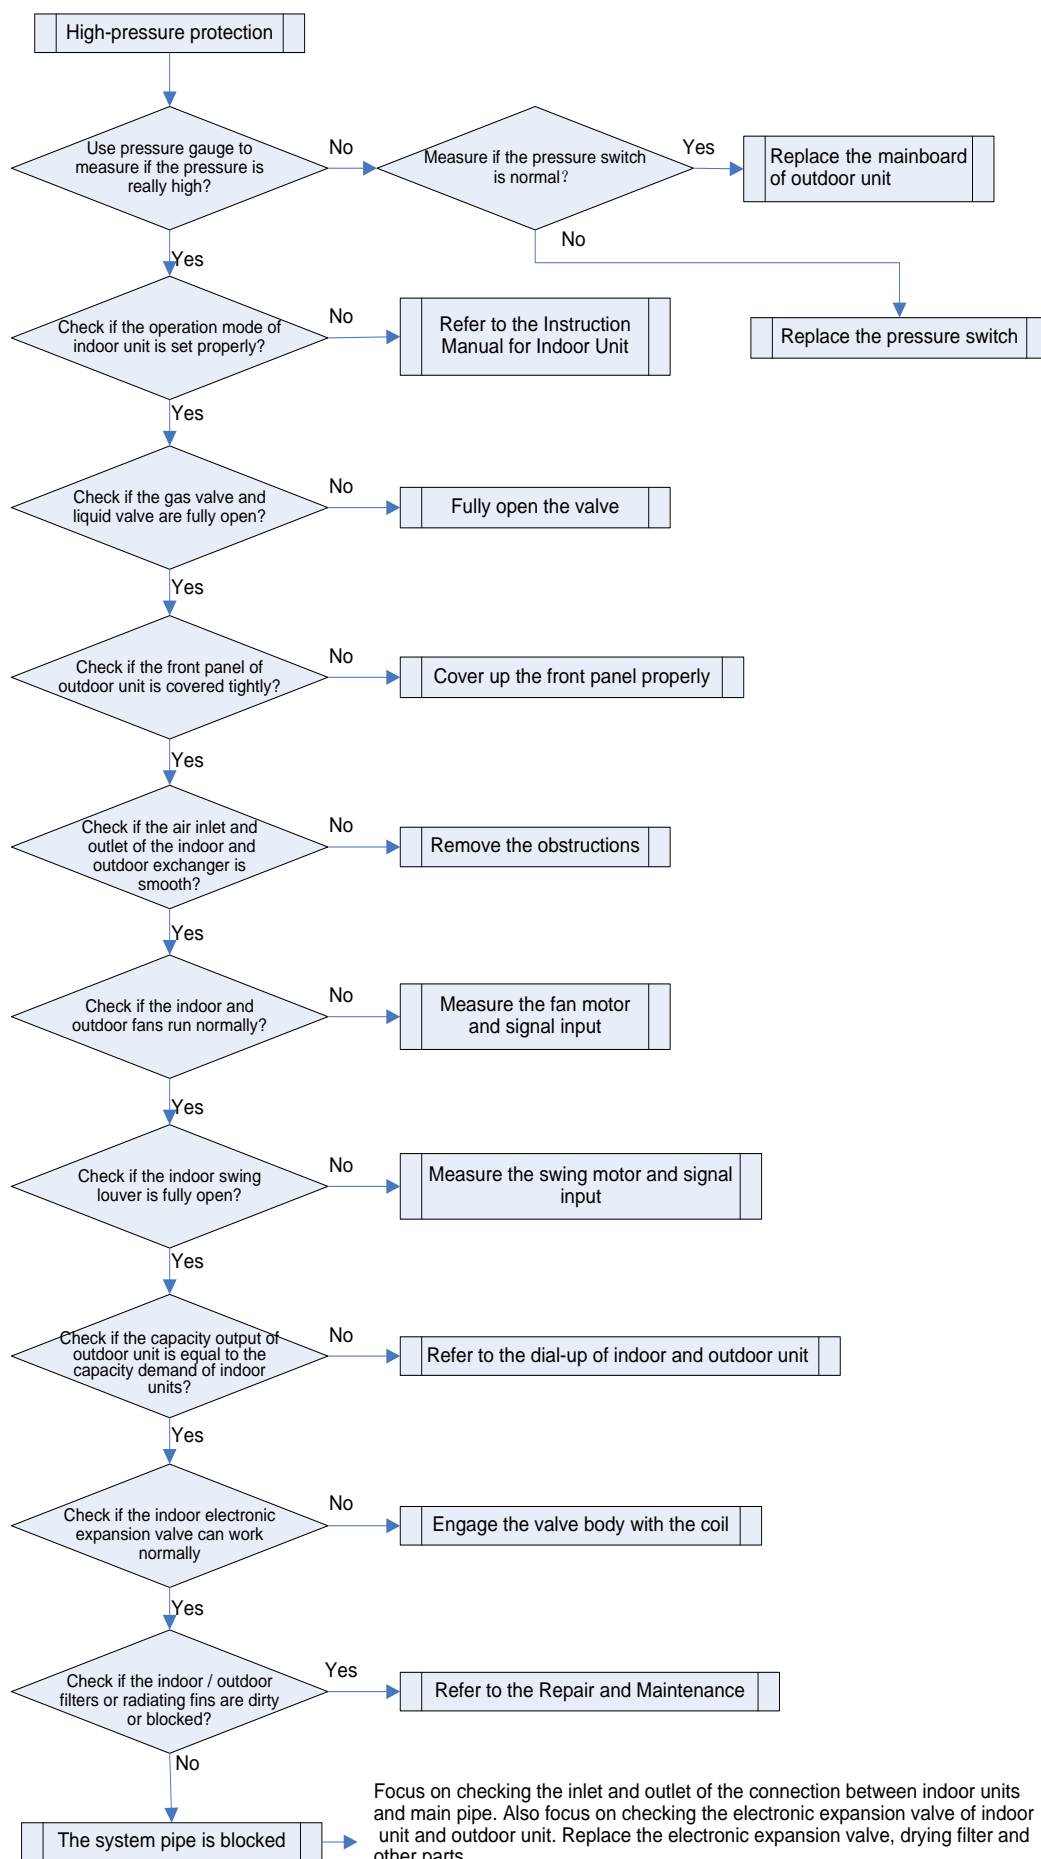 High-pressure protection
Use pressure gauge to
measure if the pressure is
really high?
No
Measure if the pressure switch
is normal?
Yes
Replace the mainboard
of outdoor unit
No
Replace the pressure switch
Yes
Check if the operation mode of
indoor unit is set properly?
No
Refer to the Instruction
Manual for Indoor Unit
Yes
Check if the gas valve and
liquid valve are fully open?
No
Fully open the valve
Yes
Check if the front panel of
outdoor unit is covered tightly?
No
Cover up the front panel properly
Yes
Check if the air inlet and
outlet of the indoor and
outdoor exchanger is
smooth?
No
Remove the obstructions
Yes
Check if the indoor and
outdoor fans run normally?
No
Measure the fan motor
and signal input
Yes
Check if the indoor swing
louver is fully open?
No
Measure the swing motor and signal
input
Yes
Check if the capacity output of
outdoor unit is equal to the
capacity demand of indoor
units?
No
Refer to the dial-up of indoor and outdoor unit
Yes
Check if the indoor electronic
expansion valve can work
normally
No
Engage the valve body with the coil
Yes
Check if the indoor / outdoor
filters or radiating fins are dirty
or blocked?
Yes
Refer to the Repair and Maintenance
No
The system pipe is blocked
Focus on checking the inlet and outlet of the connection between indoor units
and main pipe. Also focus on checking the electronic expansion valve of indoor
unit and outdoor unit. Replace the electronic expansion valve, drying filter and
other parts